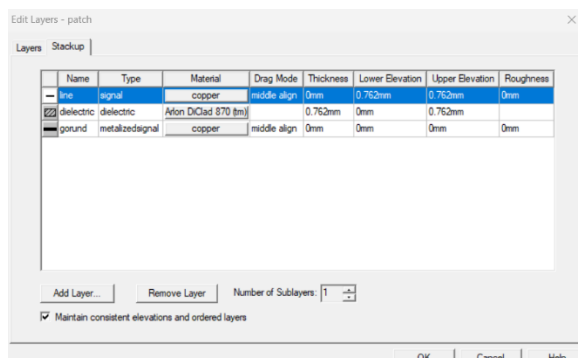 Edit Layers - patch
Layers Stackup
Name Type Material Drag Mode Thickness Lower Elevation Upper Elevation Roughness
line signal copper middle align 0mm 0.762mm 0.762mm 0mm
dielectric dielectric Arlon DiClad 870 (tm) 0.762mm 0mm 0.762mm
gorund metalizedsignal copper middle align 0mm 0mm 0mm 0mm
Add Layer... Remove Layer Number of Sublayers: 1
Maintain consistent elevations and ordered layers
OK Cancel Help